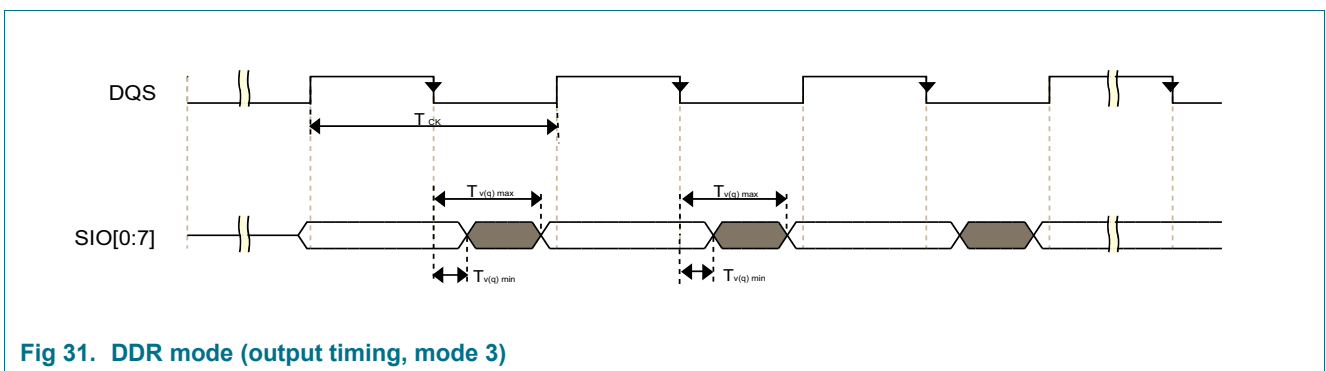 DQS
T CK
T v(q) max
T v(q) max
SIO[0:7]
T v(q) min
T v(q) min
Fig 31. DDR mode (output timing, mode 3)